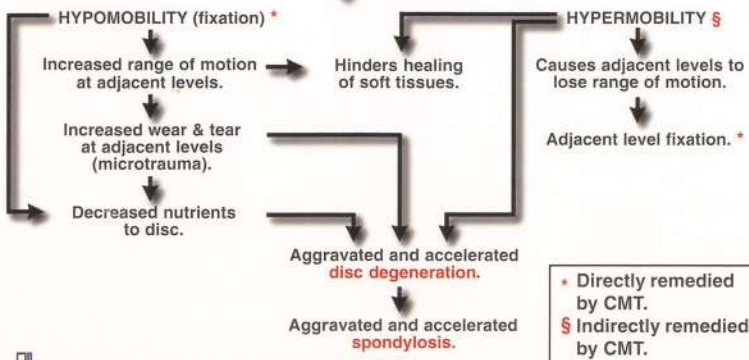 HYPOMOBILITY (fixation) *
HYPERMOBILITY §
Increased range of motion
at adjacent levels.
Hinders healing
of soft tissues.
Causes adjacent levels to
lose range of motion.
Increased wear & tear
at adjacent levels
(microtrauma).
Adjacent level fixation. *
Decreased nutrients
to disc.
Aggravated and accelerated
disc degeneration.
Aggravated and accelerated
spondylosis.
* Directly remedied
by CMT.
§ Indirectly remedied
by CMT.